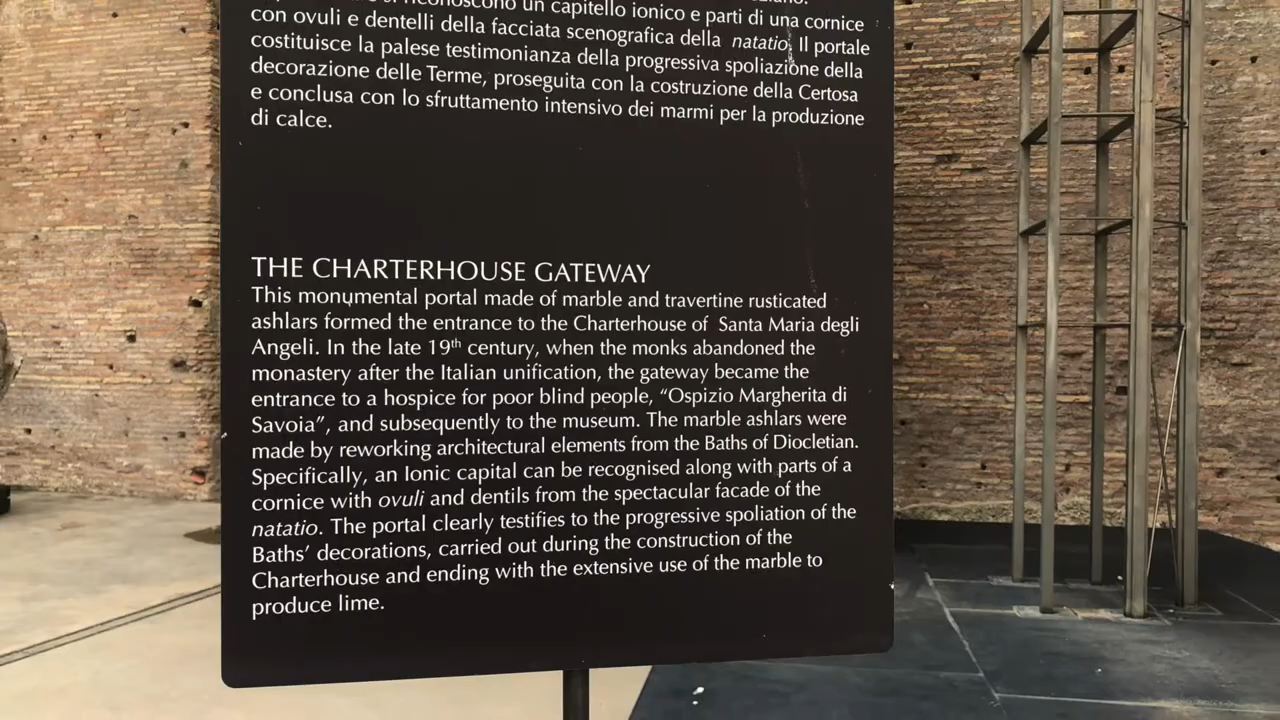 un capitello ionico e parti di una cornice
con ovuli e dentelli della facciata scenografica della natatio. Il portale
costituisce la palese testimonianza della progressiva spoliazione della
decorazione delle Terme, proseguita con la costruzione della Certosa
e conclusa con lo sfruttamento intensivo dei marmi per la produzione
di calce.
THE CHARTERHOUSE GATEWAY
This monumental portal made of marble and travertine rusticated
ashlars formed the entrance to the Charterhouse of Santa Maria degli
Angeli. In the late 19th century, when the monks abandoned the
monastery after the Italian unification, the gateway became the
entrance to a hospice for poor blind people, “Ospizio Margherita di
Savoia”, and subsequently to the museum. The marble ashlars were
made by reworking architectural elements from the Baths of Diocletian.
Specifically, an Ionic capital can be recognised along with parts of a
cornice with ovuli and dentils from the spectacular facade of the
natatio. The portal clearly testifies to the progressive spoliation of the
Baths’ decorations, carried out during the construction of the
Charterhouse and ending with the extensive use of the marble to
produce lime.